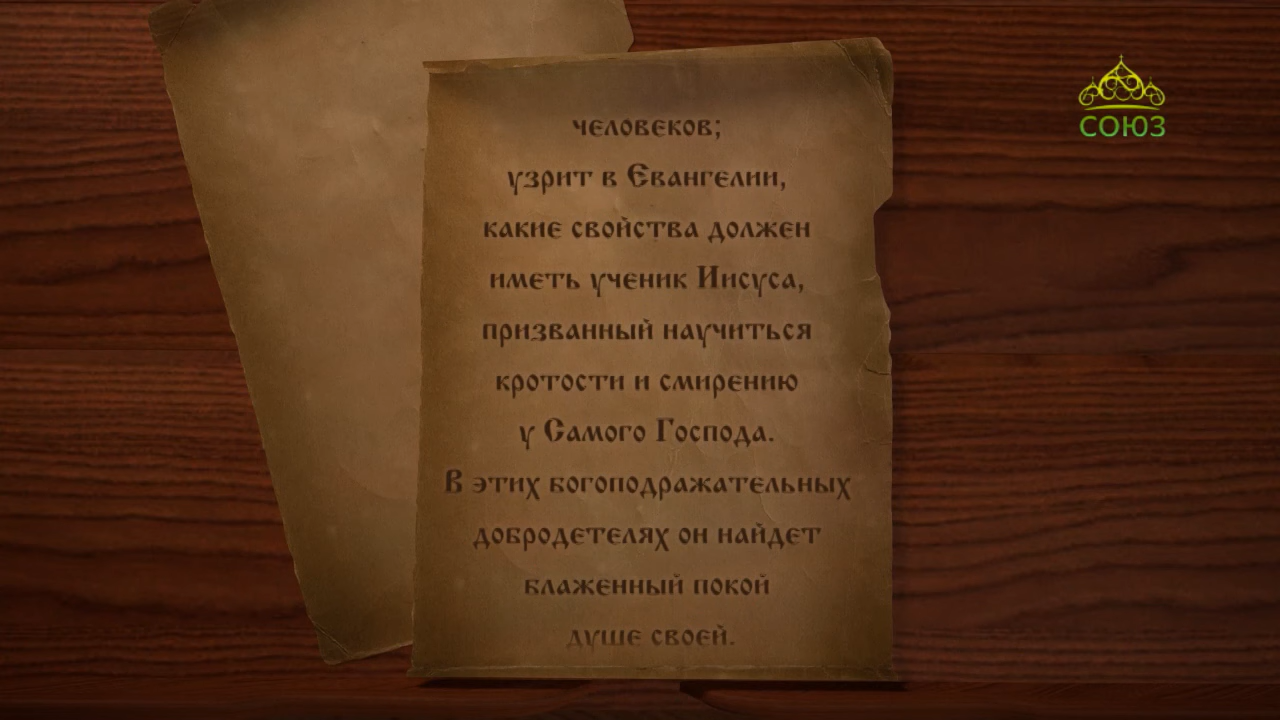 человеков;
узрит в Евангелии,
какие свойства должен
иметь ученик Иисуса,
призванный научиться
кротости и смирению
у Самого Господа.
В этих богоподражательных
добродетелях он найдет
блаженный покой
душе своей.
СОЮЗ